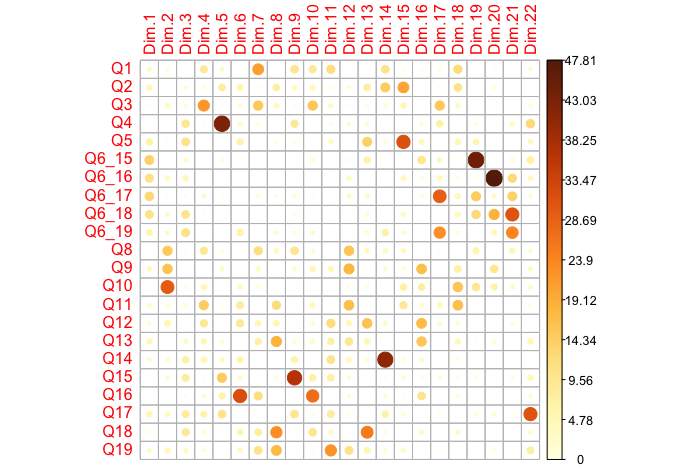 Dim.1 Dim.2 Dim.3 Dim.4 Dim.5 Dim.6 Dim.7 Dim.8 Dim.9 Dim.10 Dim.11 Dim.12 Dim.13 Dim.14 Dim.15 Dim.16 Dim.17 Dim.18 Dim.19 Dim.20 Dim.21 Dim.22
Q1
Q2
Q3
Q4
Q5
Q6_15
Q6_16
Q6_17
Q6_18
Q6_19
Q8
Q9
Q10
Q11
Q12
Q13
Q14
Q15
Q16
Q17
Q18
Q19
47.81
43.03
38.25
33.47
28.69
23.9
19.12
14.34
9.56
4.78
0